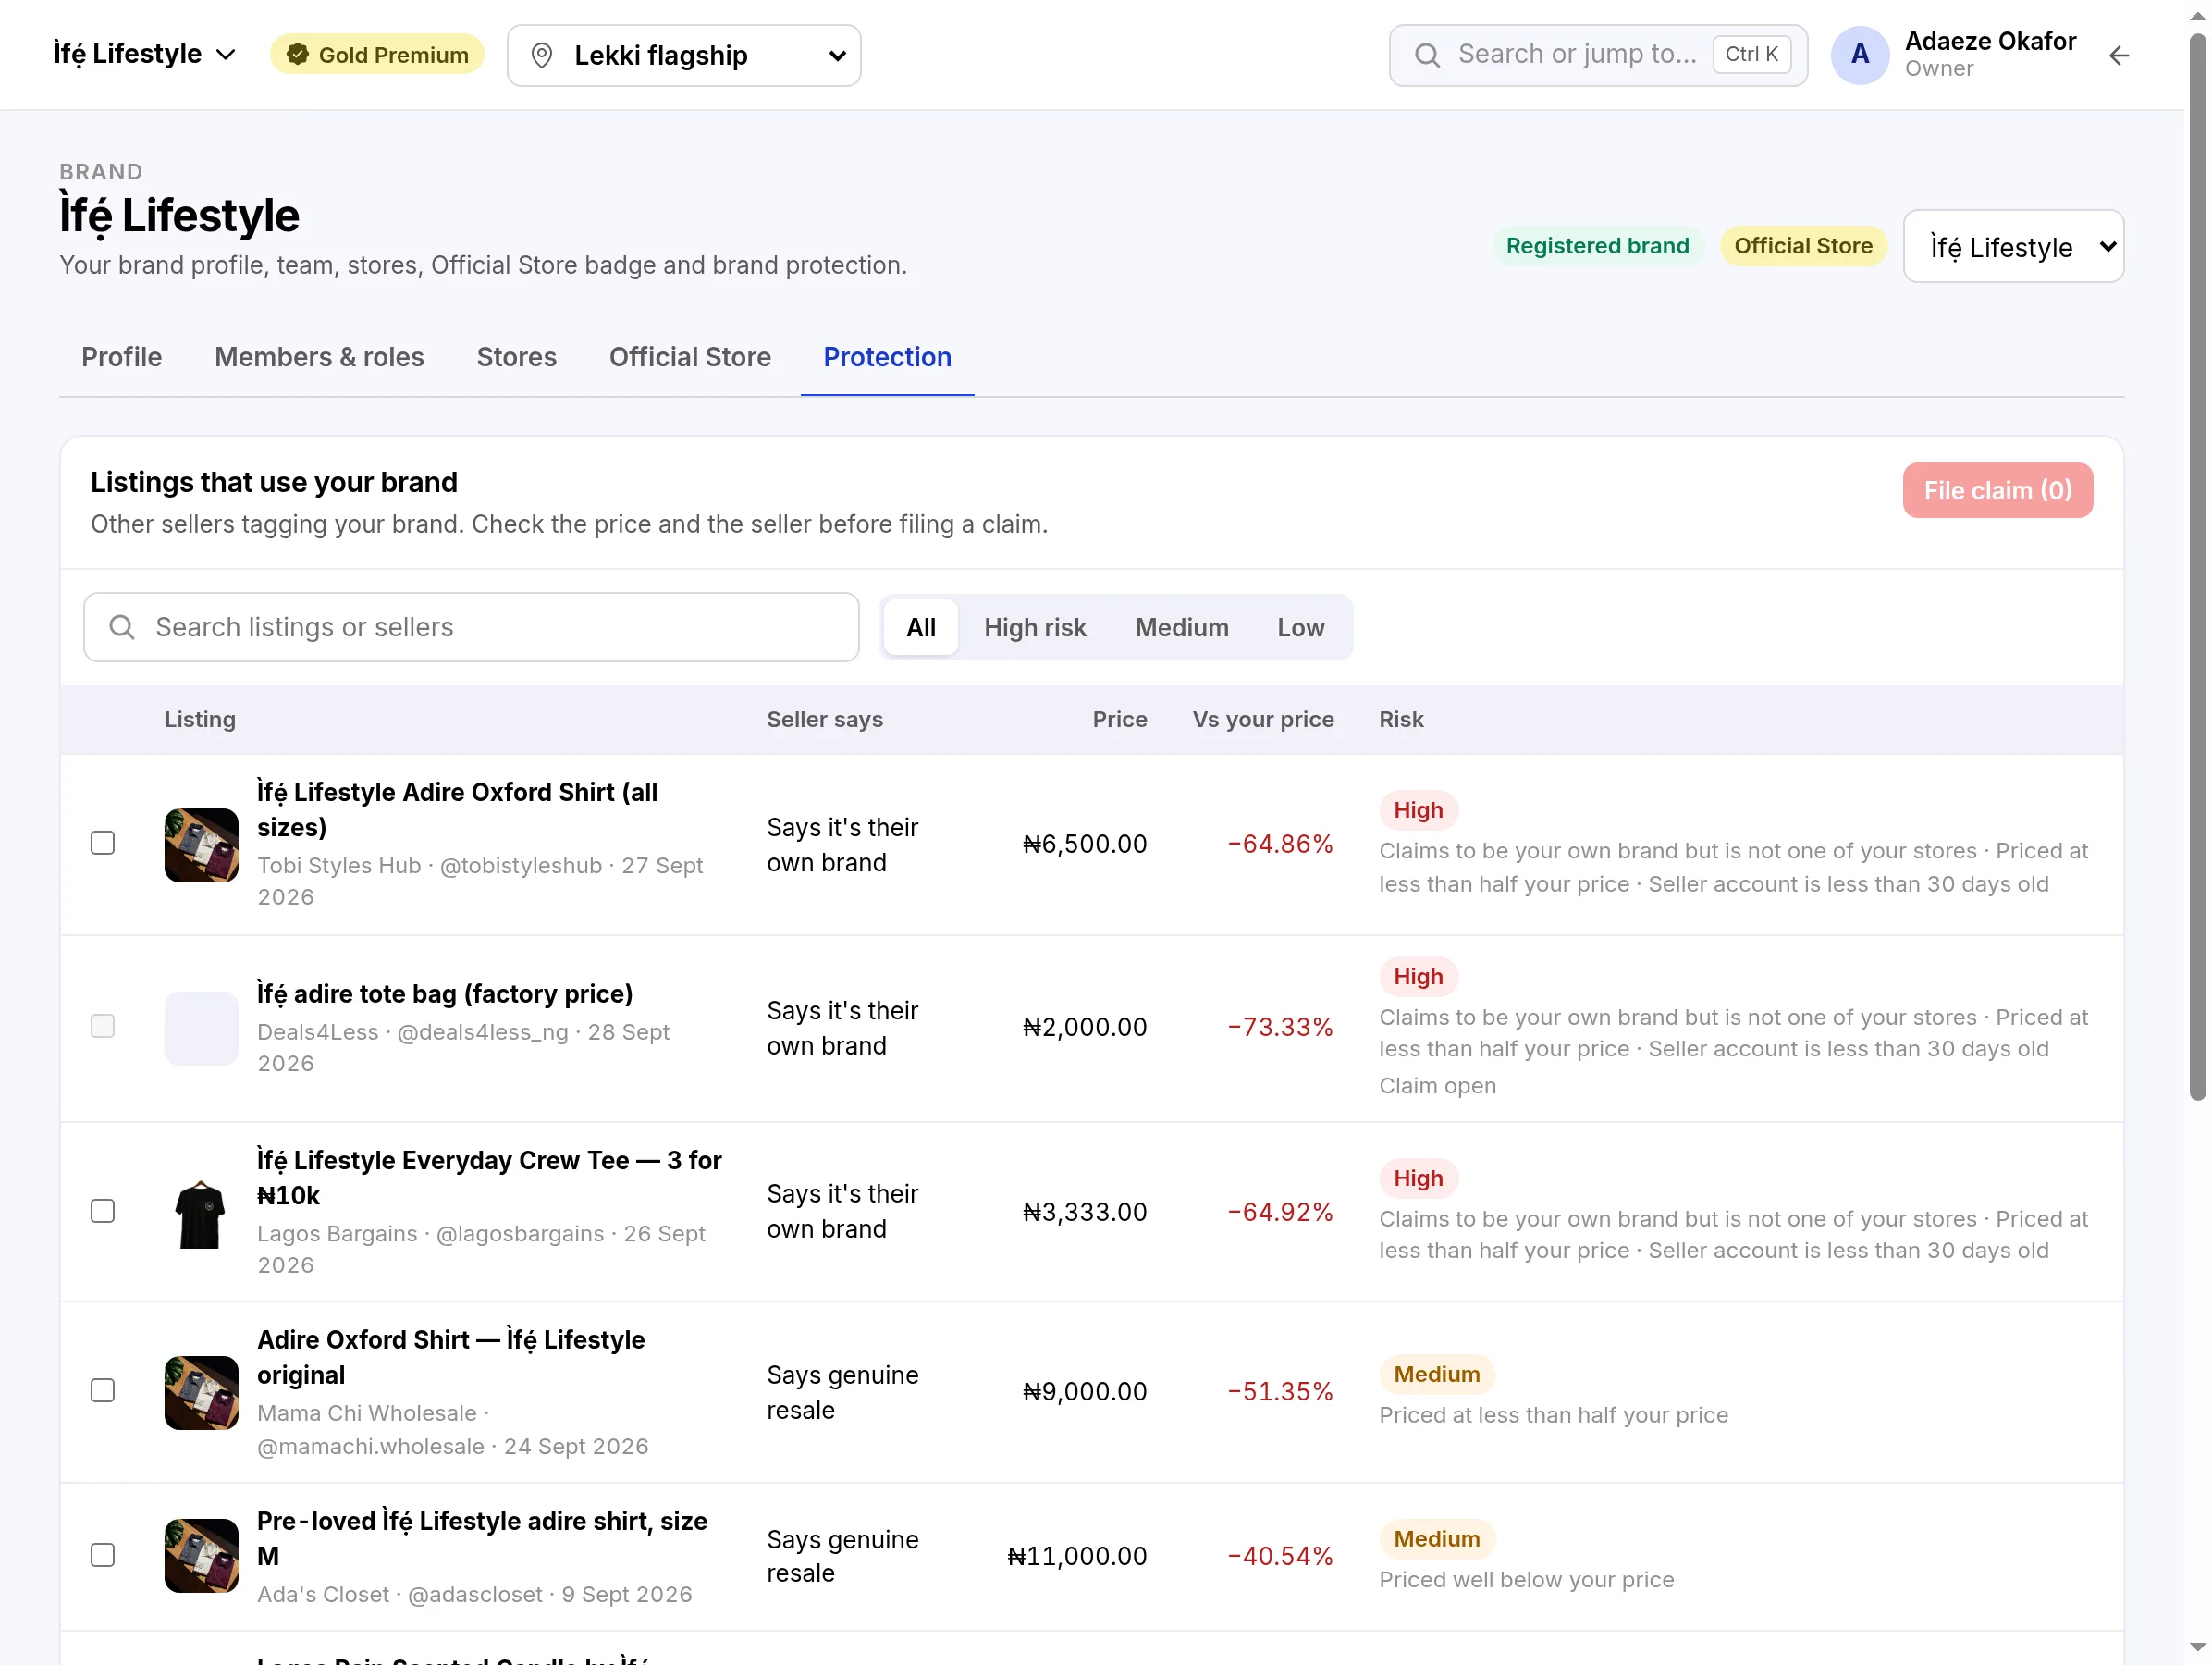 Ìfẹ́ Lifestyle
Gold Premium
Lekki flagship
Search or jump to...
Ctrl K
A
Adaeze Okafor
Owner
BRAND
Ìfẹ́ Lifestyle
Your brand profile, team, stores, Official Store badge and brand protection.
Registered brand
Official Store
Ìfẹ́ Lifestyle
Profile
Members & roles
Stores
Official Store
Protection
Listings that use your brand
Other sellers tagging your brand. Check the price and the seller before filing a claim.
File claim (0)
Search listings or sellers
All
High risk
Medium
Low
Listing
Seller says
Price
Vs your price
Risk
Ìfẹ́ Lifestyle Adire Oxford Shirt (all
sizes)
Tobi Styles Hub · @tobistyleshub · 27 Sept
2026
Says it's their
own brand
₦6,500.00
−64.86%
High
Claims to be your own brand but is not one of your stores · Priced at
less than half your price · Seller account is less than 30 days old
Ìfẹ́ adire tote bag (factory price)
Deals4Less · @deals4less_ng · 28 Sept
2026
Says it's their
own brand
₦2,000.00
−73.33%
High
Claims to be your own brand but is not one of your stores · Priced at
less than half your price · Seller account is less than 30 days old
Claim open
Ìfẹ́ Lifestyle Everyday Crew Tee — 3 for
₦10k
Lagos Bargains · @lagosbargains · 26 Sept
2026
Says it's their
own brand
₦3,333.00
−64.92%
High
Claims to be your own brand but is not one of your stores · Priced at
less than half your price · Seller account is less than 30 days old
Adire Oxford Shirt — Ìfẹ́ Lifestyle
original
Mama Chi Wholesale ·
@mamachi.wholesale · 24 Sept 2026
Says genuine
resale
₦9,000.00
−51.35%
Medium
Priced at less than half your price
Pre-loved Ìfẹ́ Lifestyle adire shirt, size
M
Ada's Closet · @adascloset · 9 Sept 2026
Says genuine
resale
₦11,000.00
−40.54%
Medium
Priced well below your price